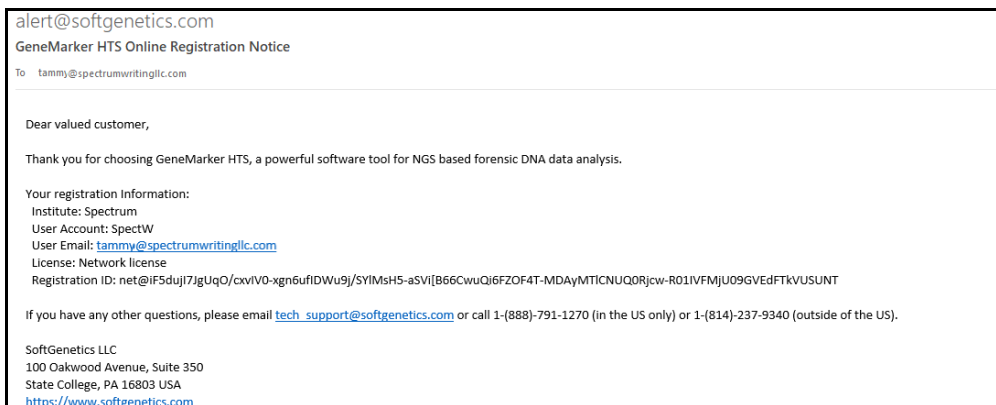 alert@softgenetics.com
GeneMarker HTS Online Registration Notice
To tammy@spectrumwritingllc.com
Dear valued customer,
Thank you for choosing GeneMarker HTS, a powerful software tool for NGS based forensic DNA data analysis.
Your registration Information:
Institute: Spectrum
User Account: SpectW
User Email: tammy@spectrumwritingllc.com
License: Network license
Registration ID: net@iF5dujI7JgUqO/cxvIV0-xgn6ufIDWu9j/SYlMsH5-aSVi[B66CwuQi6FZOF4T-MDAyMTlCNUQ0Rjcw-R01IVFMjU09GVEdFTkVUSUNT
If you have any other questions, please email tech_support@softgenetics.com or call 1-(888)-791-1270 (in the US only) or 1-(814)-237-9340 (outside of the US).
SoftGenetics LLC
100 Oakwood Avenue, Suite 350
State College, PA 16803 USA
https://www.softgenetics.com